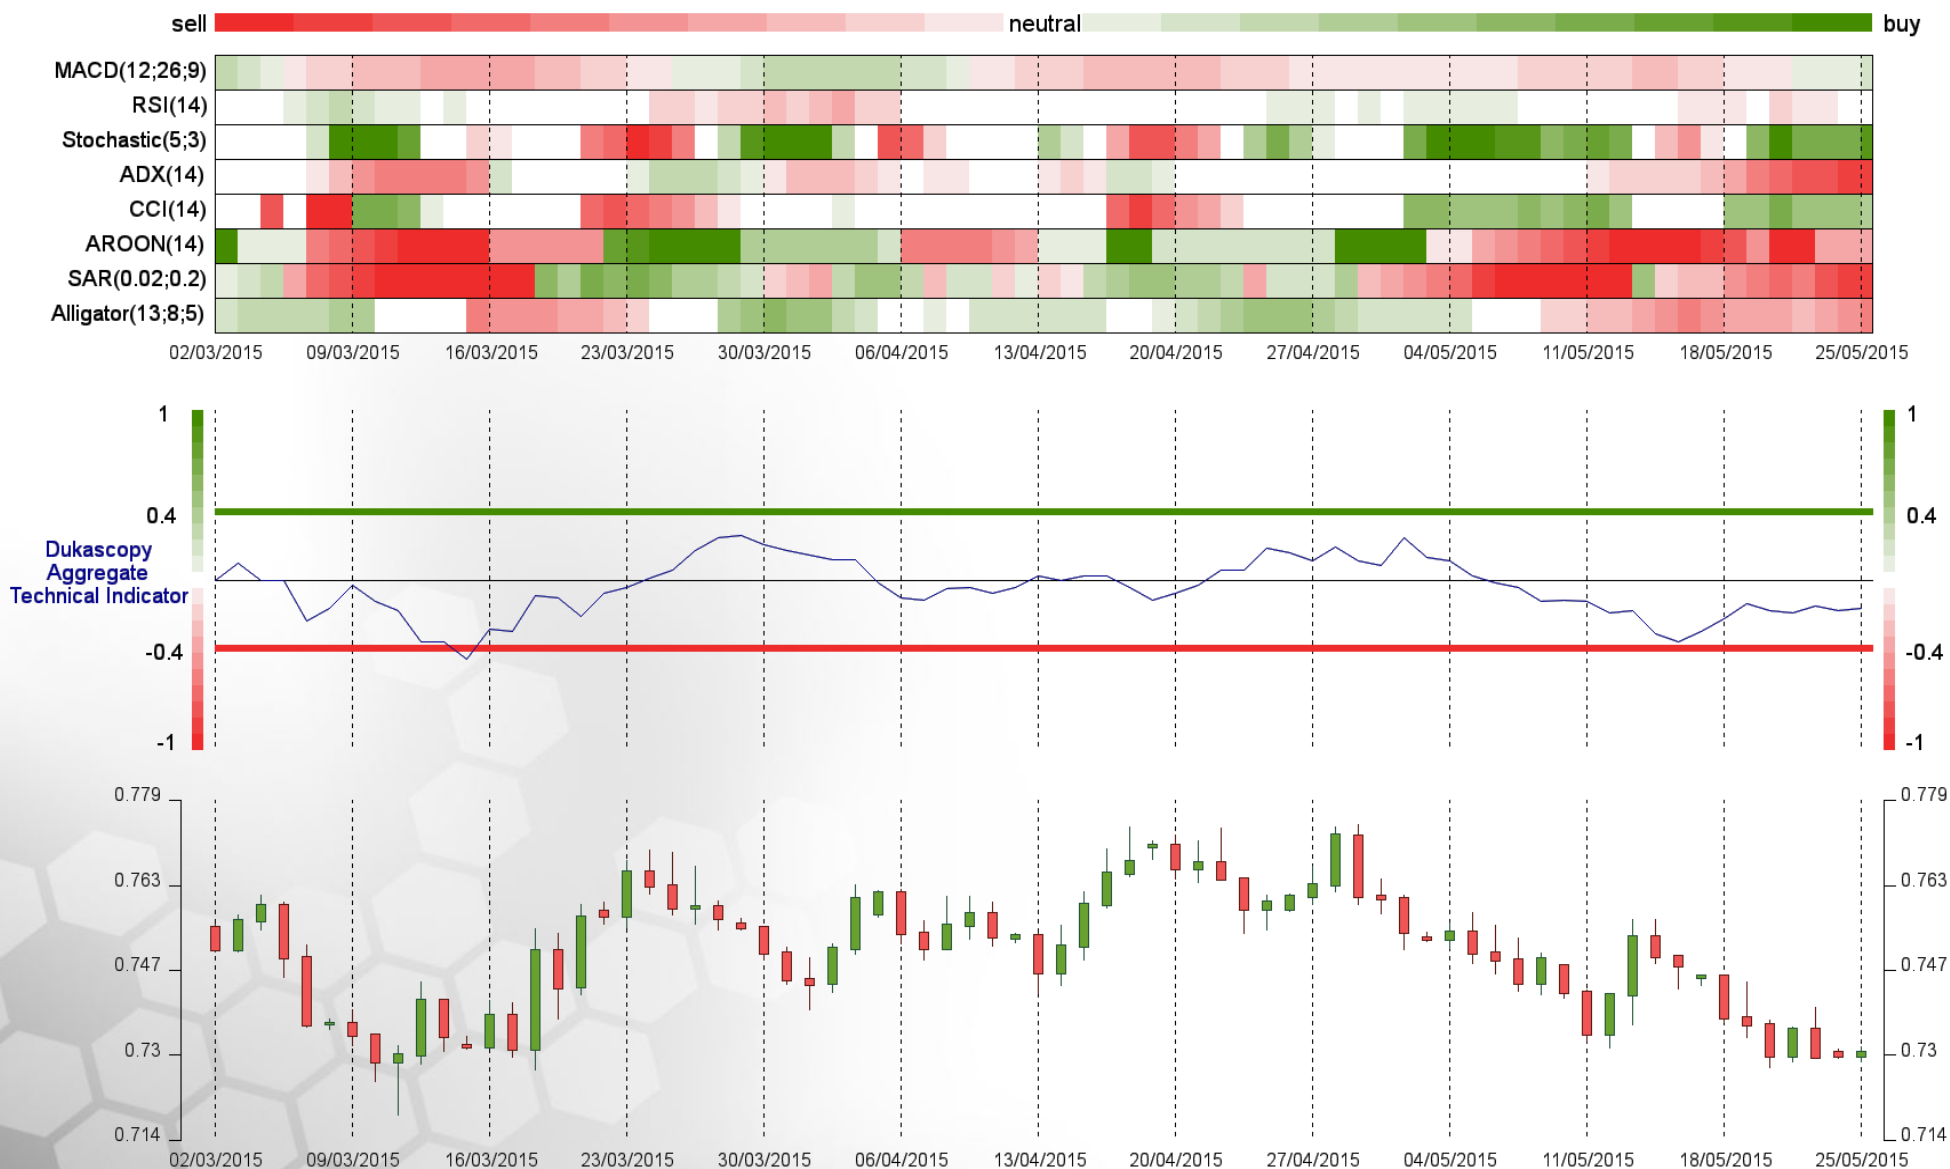 sell neutral buy
MACD(12;26;9)
RSI(14)
Stochastic(5;3)
ADX(14)
CCI(14)
AROON(14)
SAR(0.02;0.2)
Alligator(13;8;5)
02/03/2015 09/03/2015 16/03/2015 23/03/2015 30/03/2015 06/04/2015 13/04/2015 20/04/2015 27/04/2015 04/05/2015 11/05/2015 18/05/2015 25/05/2015
1 1
0.4 0.4
Dukascopy
Aggregate
Technical Indicator
-0.4 -0.4
-1 -1
0.779 0.779
0.763 0.763
0.747 0.747
0.73 0.73
0.714 0.714
02/03/2015 09/03/2015 16/03/2015 23/03/2015 30/03/2015 06/04/2015 13/04/2015 20/04/2015 27/04/2015 04/05/2015 11/05/2015 18/05/2015 25/05/2015